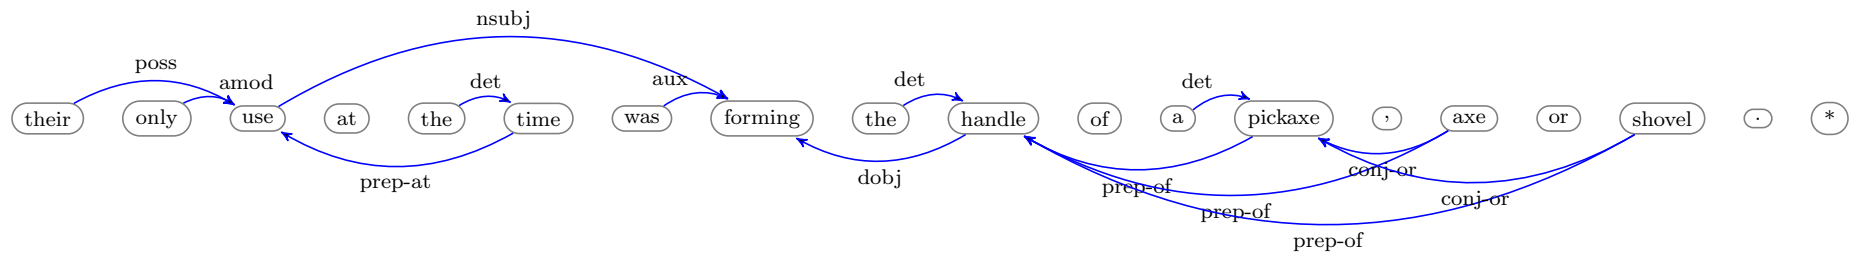 nsubj
poss
amod
det
aux
det
det
their only use at the time was forming the handle of a pickaxe , axe or shovel . *
prep-at
dobj
prep-of
conj-or
prep-of
conj-or
prep-of